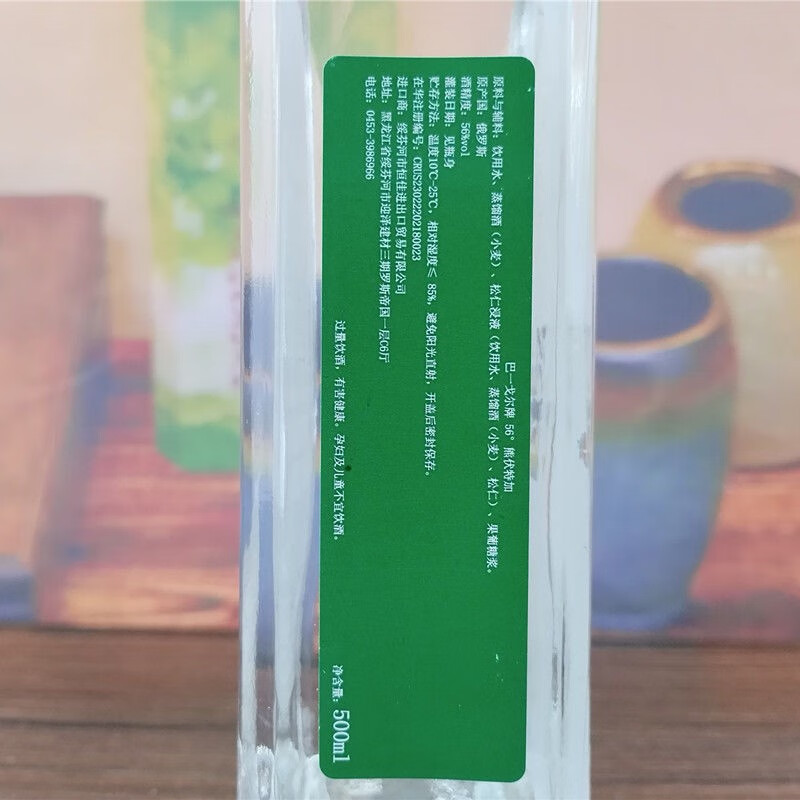 巴一戈尔牌 56° 熊伏特加
原料与辅料：饮用水、蒸馏酒（小麦）、松仁浸液（饮用水、蒸馏酒（小麦）、松仁）、果葡糖浆。
原产国：俄罗斯
酒精度：56%vol
灌装日期：见瓶身
贮存方法：温度10℃-25℃，相对湿度≤ 85%，避免阳光直射，开盖后密封保存。
在华注册编号：CRUS23022202180023
进口商：绥芬河市恒佳进出口贸易有限公司
地址：黑龙江省绥芬河市迎泽建材三期罗斯帝国一层C6厅
电话：0453-3986966
过量饮酒，有害健康。孕妇及儿童不宜饮酒。
净含量：500ml